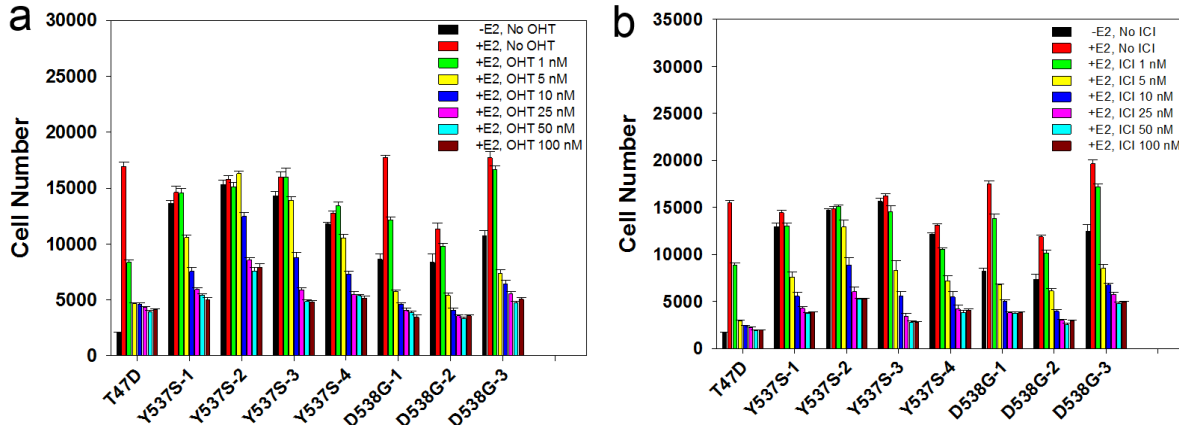 a
30000
25000
20000
15000
10000
5000
0
Cell Number
-E2, No OHT
+E2, No OHT
+E2, OHT 1 nM
+E2, OHT 5 nM
+E2, OHT 10 nM
+E2, OHT 25 nM
+E2, OHT 50 nM
+E2, OHT 100 nM
T47D
Y537S-1
Y537S-2
Y537S-3
Y537S-4
D538G-1
D538G-2
D538G-3
b
35000
30000
25000
20000
15000
10000
5000
0
Cell Number
-E2, No ICI
+E2, No ICI
+E2, ICI 1 nM
+E2, ICI 5 nM
+E2, ICI 10 nM
+E2, ICI 25 nM
+E2, ICI 50 nM
+E2, ICI 100 nM
T47D
Y537S-1
Y537S-2
Y537S-3
Y537S-4
D538G-1
D538G-2
D538G-3